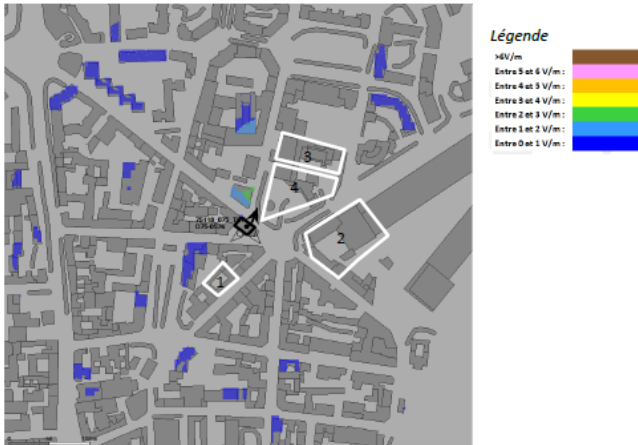 Légende
>6V/m
Entre 5 et 6 V/m :
Entre 4 et 5 V/m :
Entre 3 et 4 V/m :
Entre 2 et 3 V/m :
Entre 1 et 2 V/m :
Entre 0 et 1 V/m :
3
4
2
1